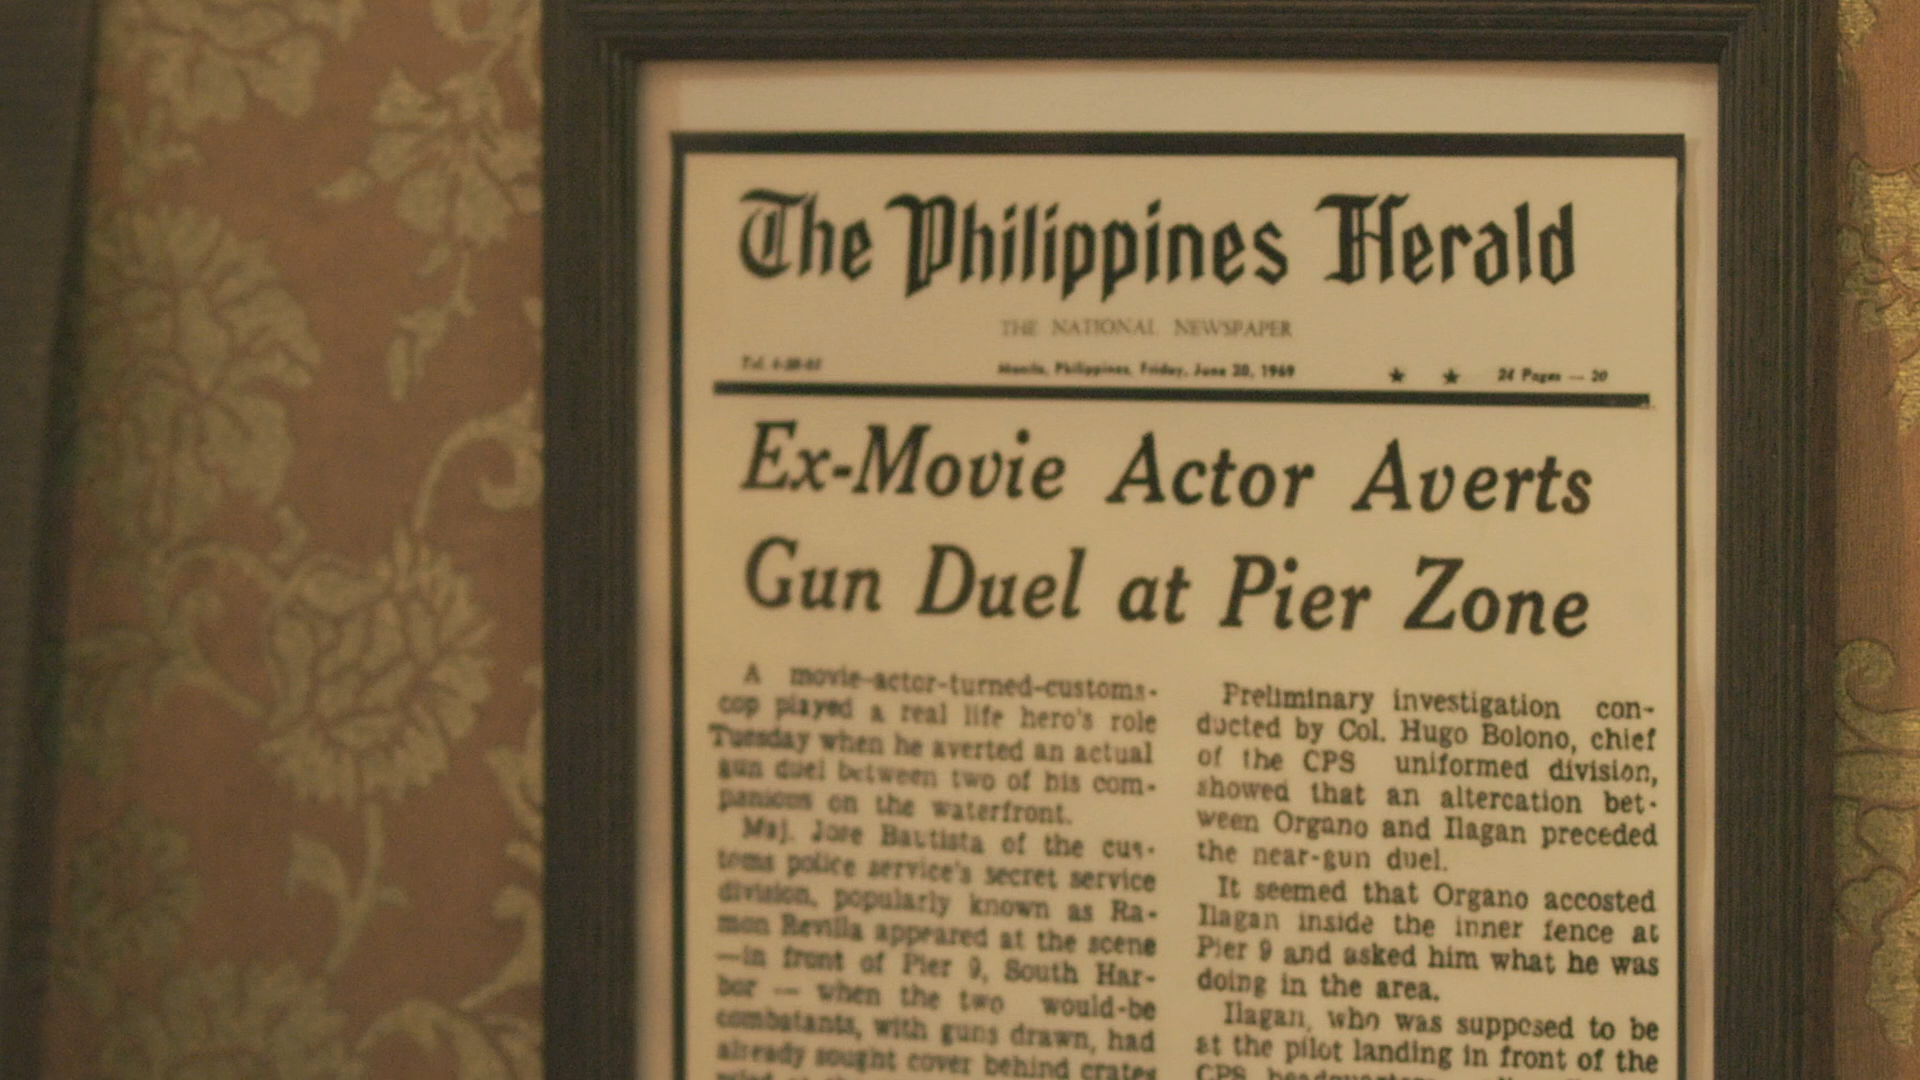 The Philippines Herald
THE NATIONAL NEWSPAPER
Manila, Philippines, Friday, June 20, 1969
24 Pages — 20
Ex-Movie Actor Averts
Gun Duel at Pier Zone
A movie-actor-turned-customs-
cop played a real life hero's role
Tuesday when he averted an actual
gun duel between two of his com-
panions on the waterfront.
Maj. Jose Bautista of the cus-
toms police service's secret service
division, popularly known as Ra-
mon Revilla appeared at the scene
—in front of Pier 9, South Har-
bor — when the two would-be
combatants, with guns drawn, had
already sought cover behind crates
Preliminary investigation con-
ducted by Col. Hugo Bolono, chief
of the CPS uniformed division,
showed that an altercation bet-
ween Organo and Ilagan preceded
the near-gun duel.
It seemed that Organo accosted
Ilagan inside the inner fence at
Pier 9 and asked him what he was
doing in the area.
Ilagan, who was supposed to be
at the pilot landing in front of the
CPS